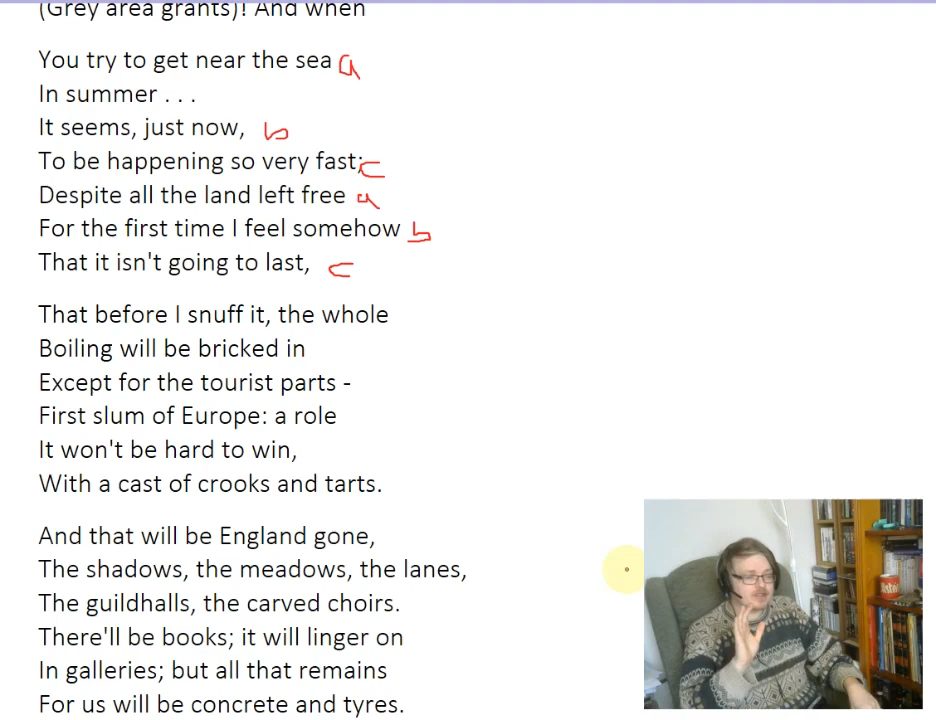 (Grey area grants)! And when
You try to get near the sea a
In summer . . .
It seems, just now, b
To be happening so very fast; c
Despite all the land left free a
For the first time I feel somehow b
That it isn't going to last, c
That before I snuff it, the whole
Boiling will be bricked in
Except for the tourist parts -
First slum of Europe: a role
It won't be hard to win,
With a cast of crooks and tarts.
And that will be England gone,
The shadows, the meadows, the lanes,
The guildhalls, the carved choirs.
There'll be books; it will linger on
In galleries; but all that remains
For us will be concrete and tyres.